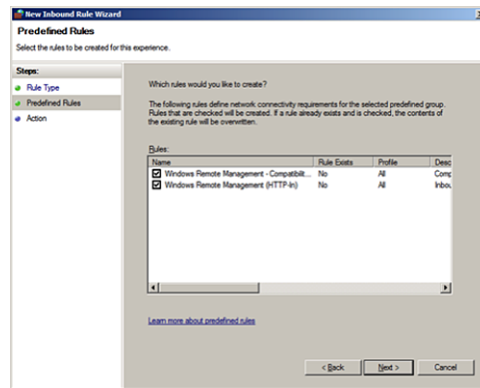 New Inbound Rule Wizard
Predefined Rules
Select the rules to be created for this experience.
Steps:
Rule Type
Predefined Rules
Action
Which rules would you like to create?
The following rules define network connectivity requirements for the selected predefined group.
Rules that are checked will be created. If a rule already exists and is checked, the contents of
the existing rule will be overwritten.
Rules:
Name Rule Exists Profile Desc
Windows Remote Management - Compatibilit... No All Comp
Windows Remote Management (HTTP-In) No All Inbou
Learn more about predefined rules
< Back Next > Cancel